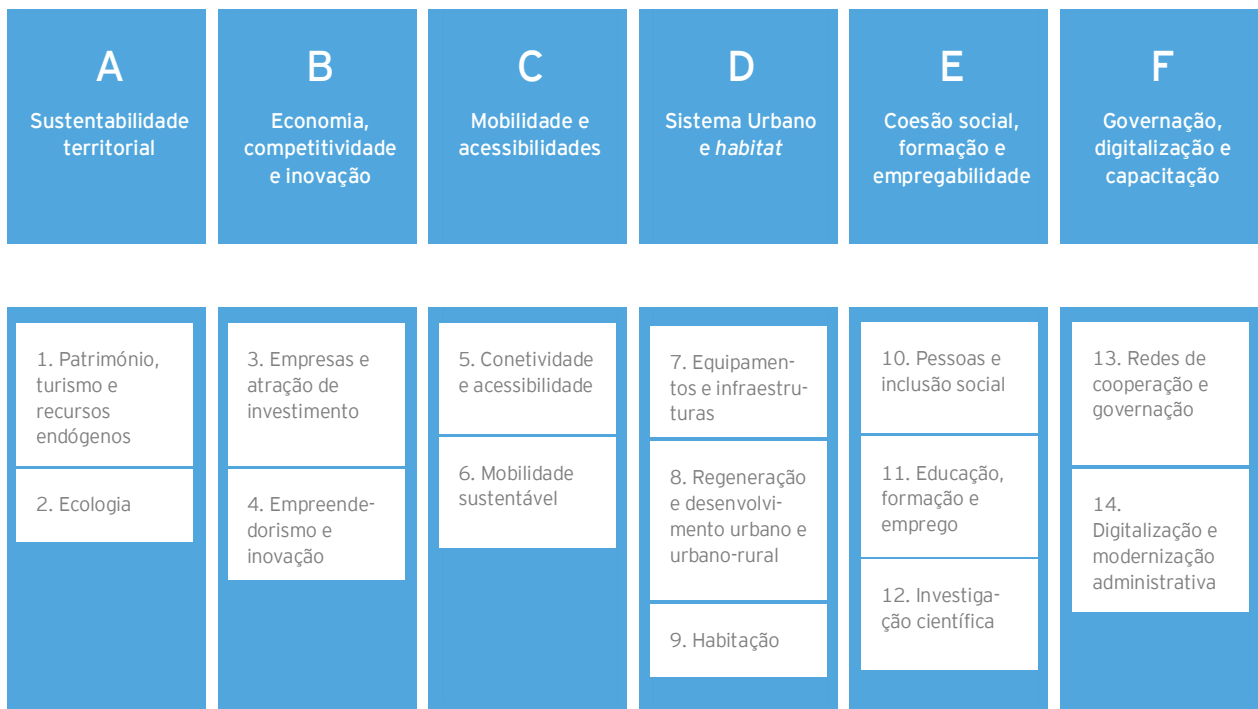 A
Sustentabilidade
territorial
B
Economia,
competitividade
e inovação
C
Mobilidade e
acessibilidades
D
Sistema Urbano
e habitat
E
Coesão social,
formação e
empregabilidade
F
Governação,
digitalização e
capacitação
1. Património,
turismo e
recursos
endógenos
2. Ecologia
3. Empresas e
atração de
investimento
4. Empreende-
dorismo e
inovação
5. Conetividade
e acessibilidade
6. Mobilidade
sustentável
7. Equipamen-
tos e infraestru-
turas
8. Regeneração
e desenvolvi-
mento urbano e
urbano-rural
9. Habitação
10. Pessoas e
inclusão social
11. Educação,
formação e
emprego
12. Investiga-
ção científica
13. Redes de
cooperação e
governação
14.
Digitalização e
modernização
administrativa